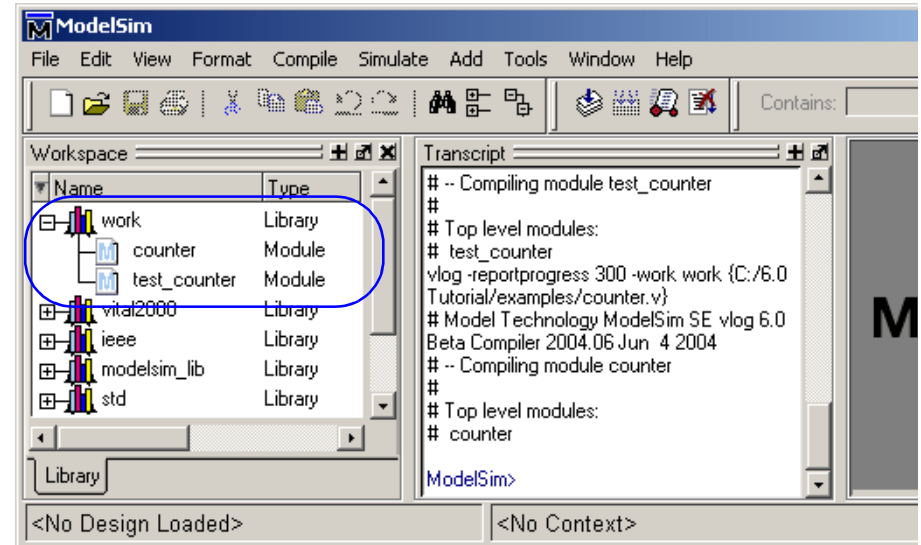 ModelSim
File Edit View Format Compile Simulate Add Tools Window Help
Contains:
Workspace
Name Type
work Library
counter Module
test_counter Module
vital2000 Library
ieee Library
modelsim_lib Library
std Library
Library
Transcript
# -- Compiling module test_counter
#
# Top level modules:
# test_counter
vlog -reportprogress 300 -work work {C:/6.0
Tutorial/examples/counter.v}
# Model Technology ModelSim SE vlog 6.0
Beta Compiler 2004.06 Jun 4 2004
# -- Compiling module counter
#
# Top level modules:
# counter
ModelSim>
M
<No Design Loaded> <No Context>